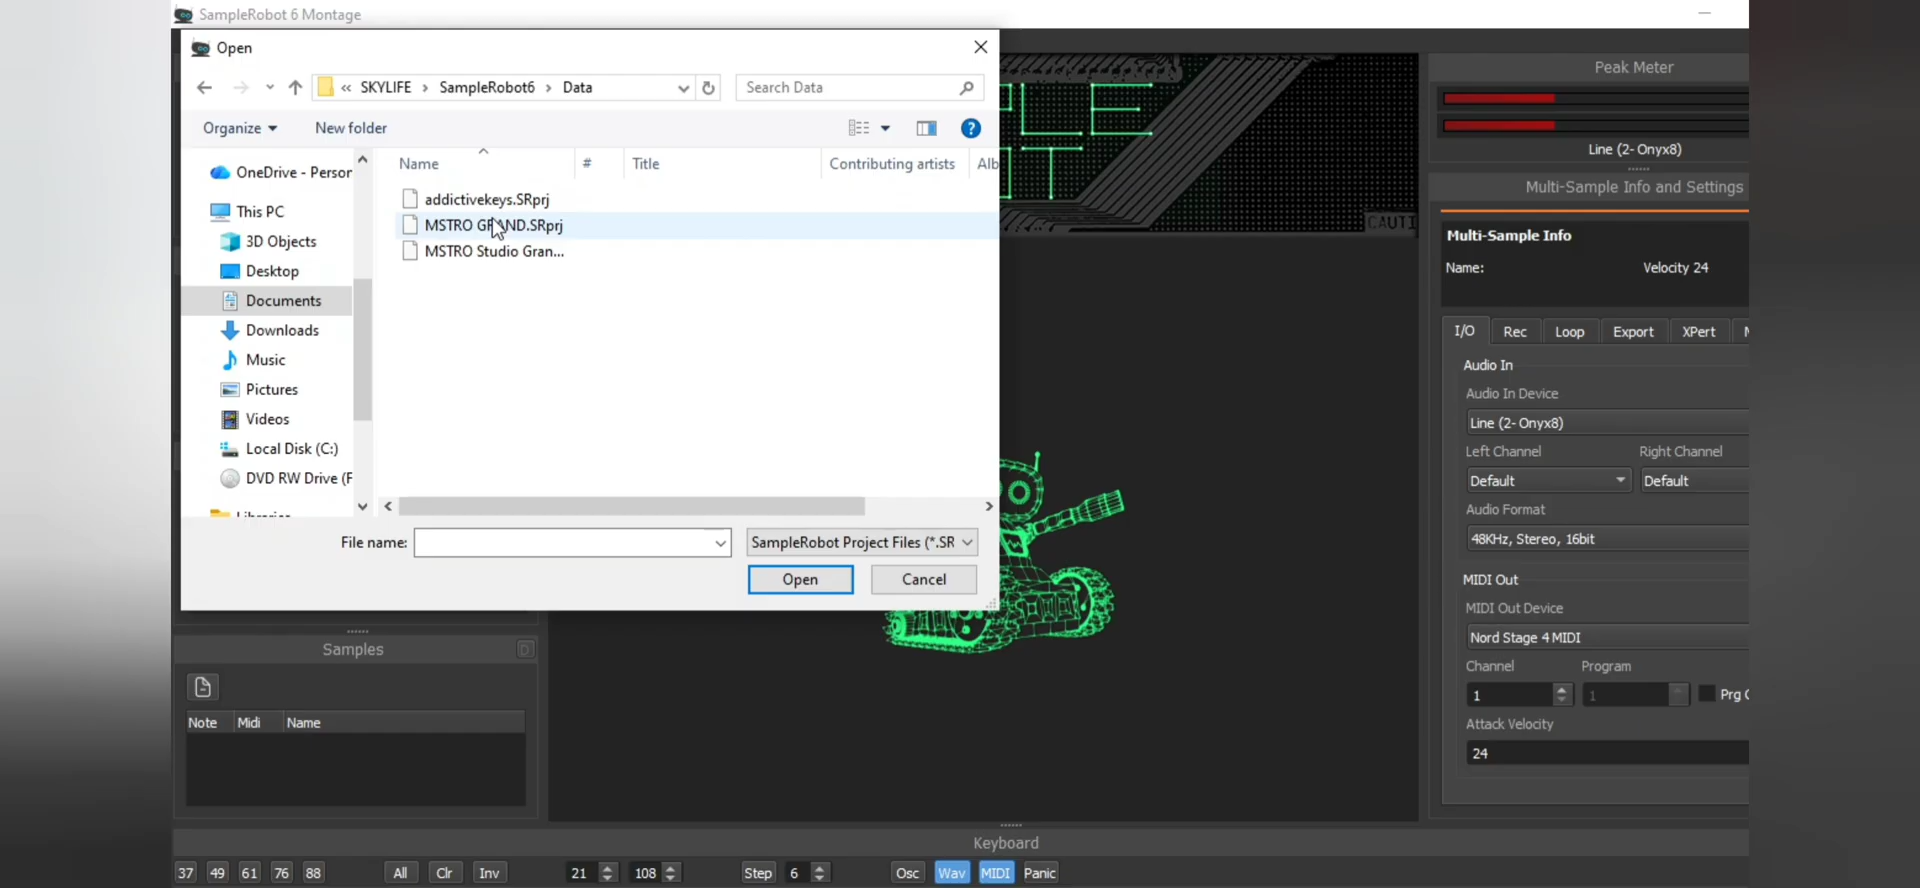 SampleRobot 6 Montage
Open
« SKYLIFE › SampleRobot6 › Data
Search Data
Organize
New folder
Name
#
Title
Contributing artists
Alb
OneDrive - Person
This PC
3D Objects
Desktop
Documents
Downloads
Music
Pictures
Videos
Local Disk (C:)
DVD RW Drive (F
addictivekeys.SRprj
MSTRO GRAND.SRprj
MSTRO Studio Gran...
File name:
SampleRobot Project Files (*.SR
Open
Cancel
PLE
OT
CAUTI
Peak Meter
Line (2- Onyx8)
Multi-Sample Info and Settings
Multi-Sample Info
Name:
Velocity 24
I/O
Rec
Loop
Export
XPert
Audio In
Audio In Device
Line (2- Onyx8)
Left Channel
Right Channel
Default
Default
Audio Format
48KHz, Stereo, 16bit
MIDI Out
MIDI Out Device
Nord Stage 4 MIDI
Channel
Program
1
1
Prg C
Attack Velocity
24
Samples
D
Note
Midi
Name
Keyboard
37
49
61
76
88
All
Clr
Inv
21
108
Step
6
Osc
Wav
MIDI
Panic